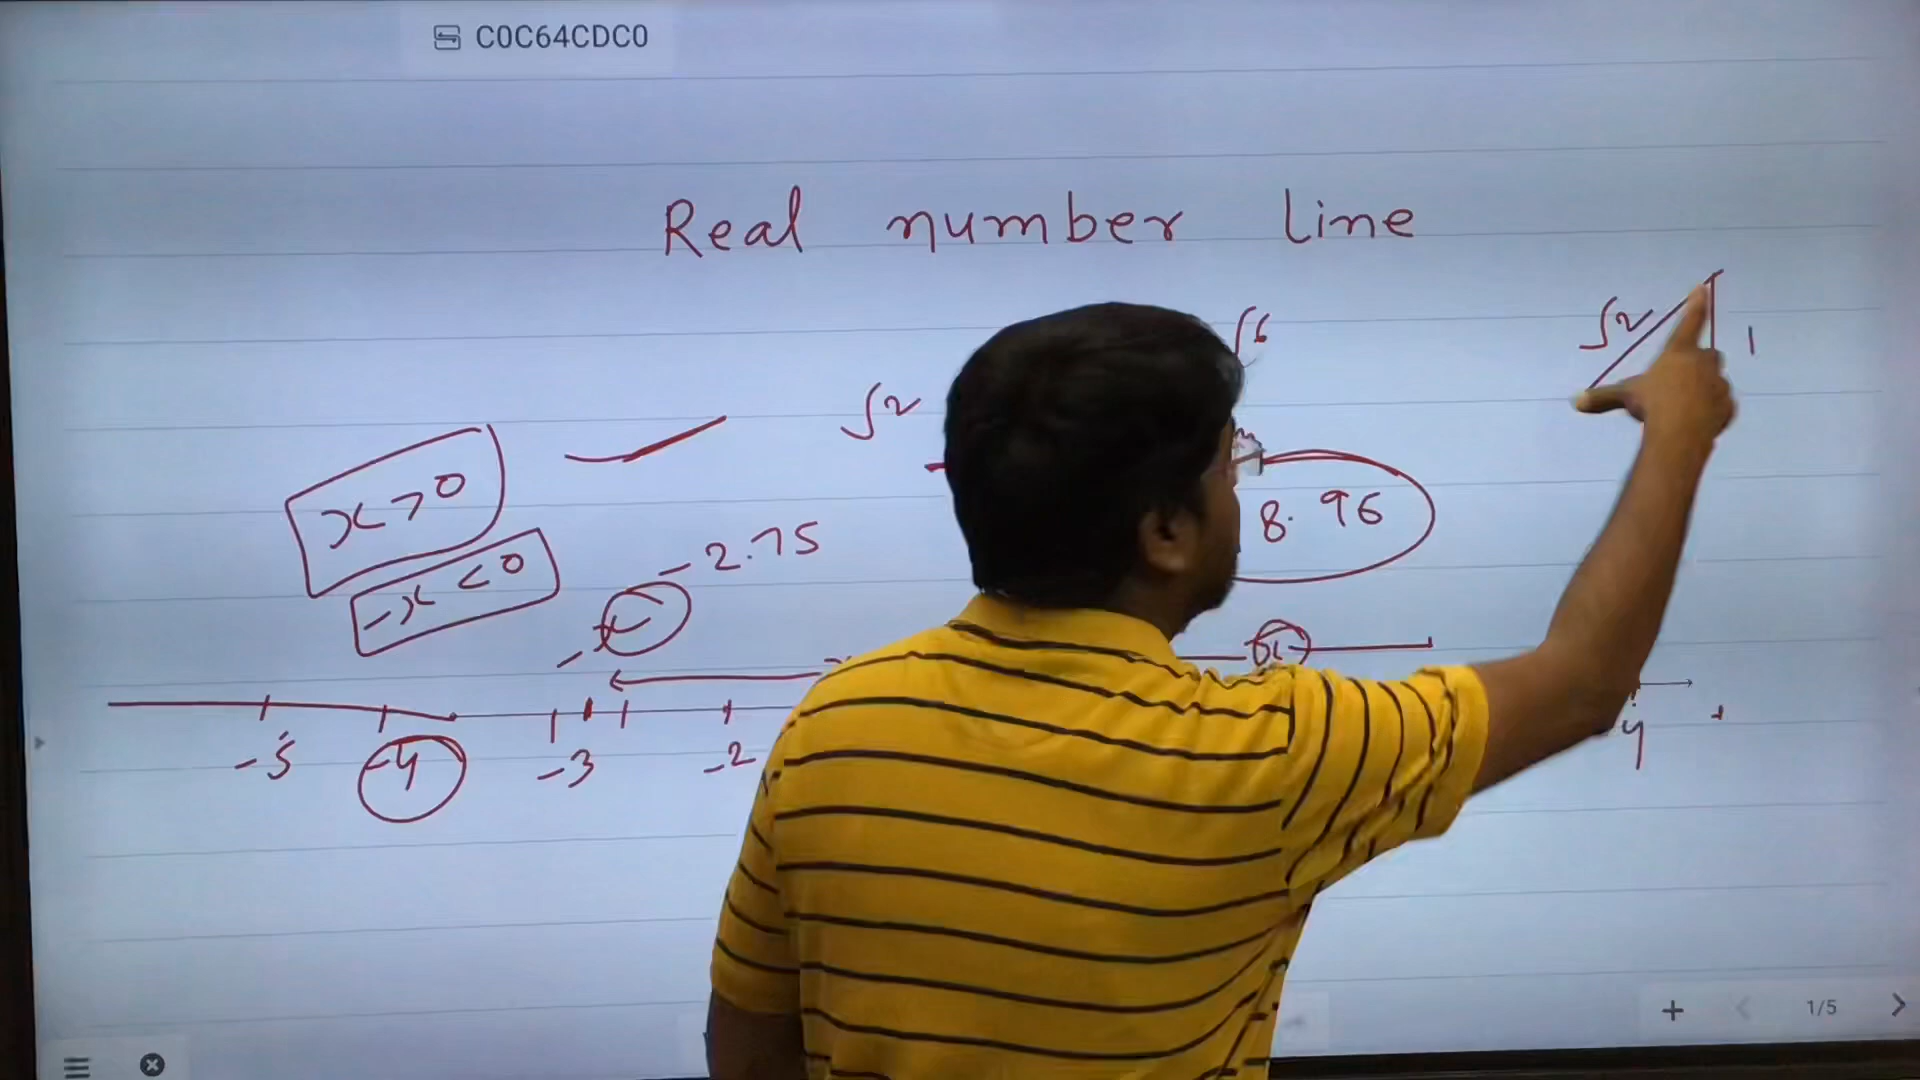 C0C64CDC0
Real number line
√6
√2
1
√2
x>0
8.96
-x<0
-2.75
-x
x
-5 -4 -3 -2 4 +
1/5